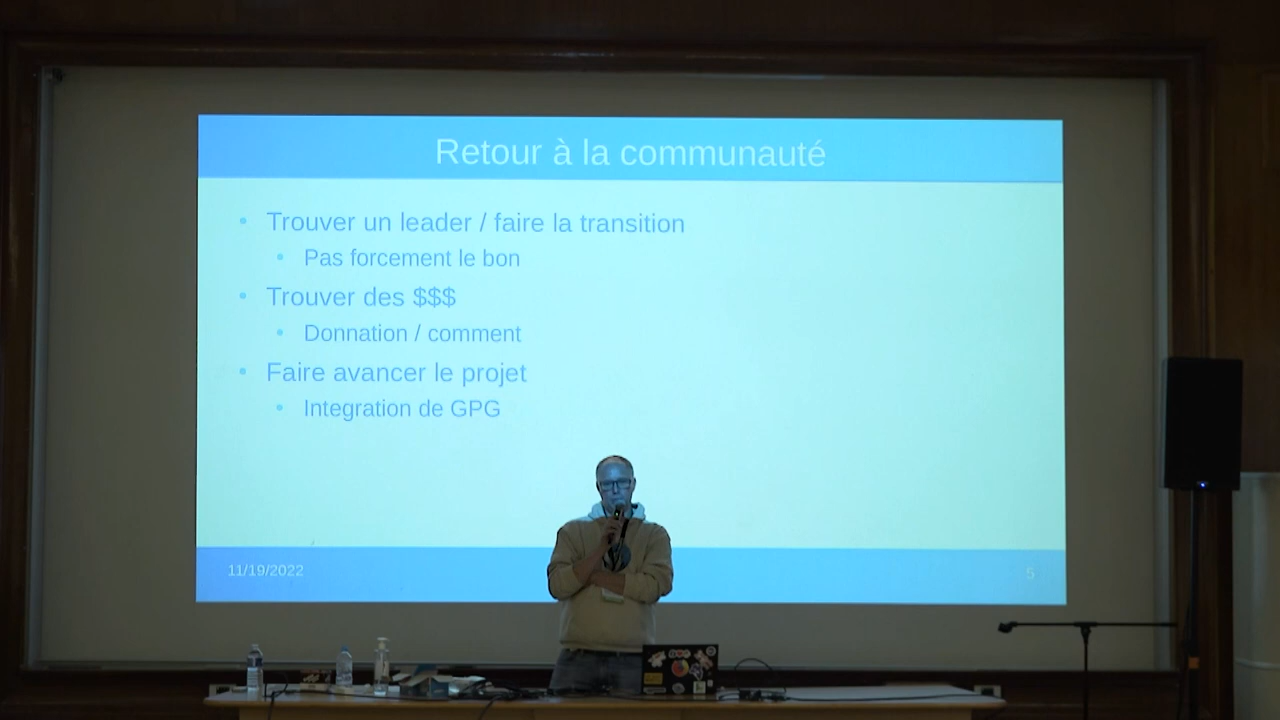 Retour à la communauté
• Trouver un leader / faire la transition
• Pas forcement le bon
• Trouver des $$$
• Donnation / comment
• Faire avancer le projet
• Integration de GPG
11/19/2022
5